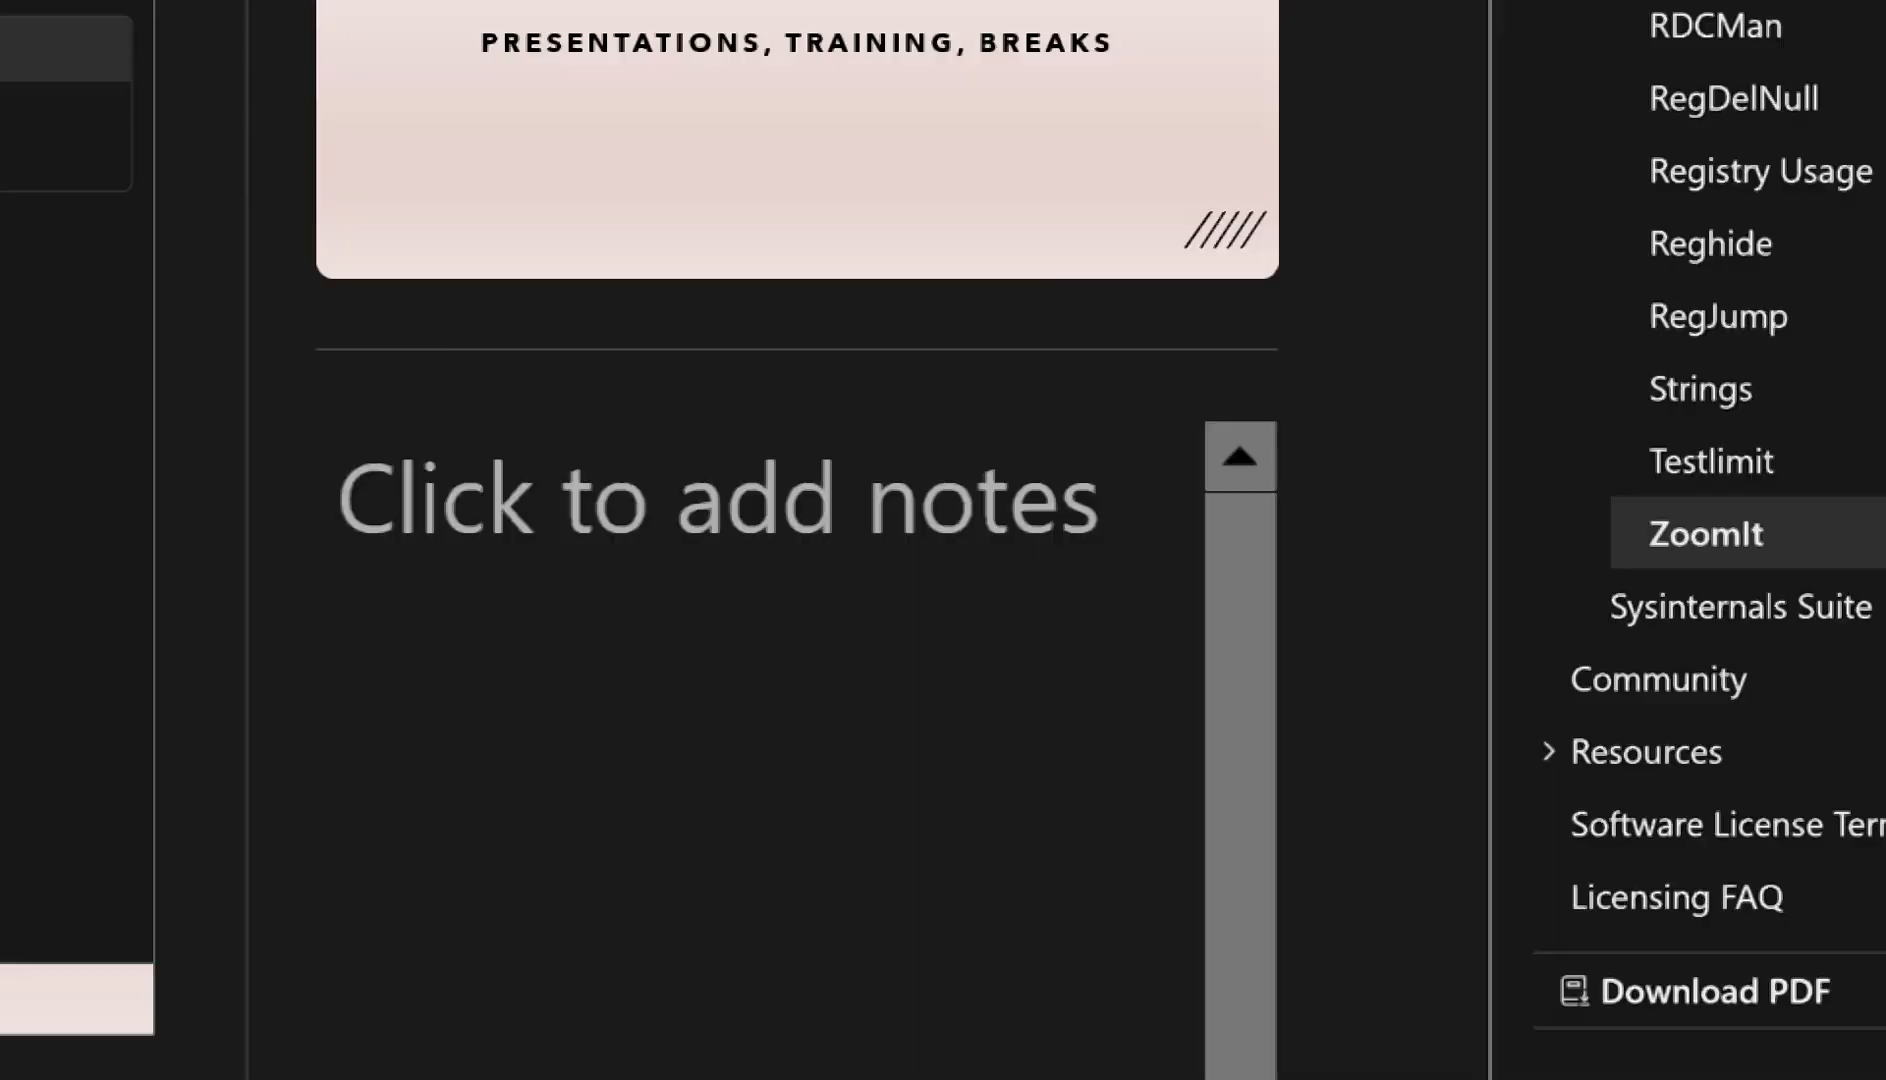 PRESENTATIONS, TRAINING, BREAKS
Click to add notes
RDCMan
RegDelNull
Registry Usage
Reghide
RegJump
Strings
Testlimit
ZoomIt
Sysinternals Suite
Community
Resources
Software License
Licensing FAQ
Download PDF